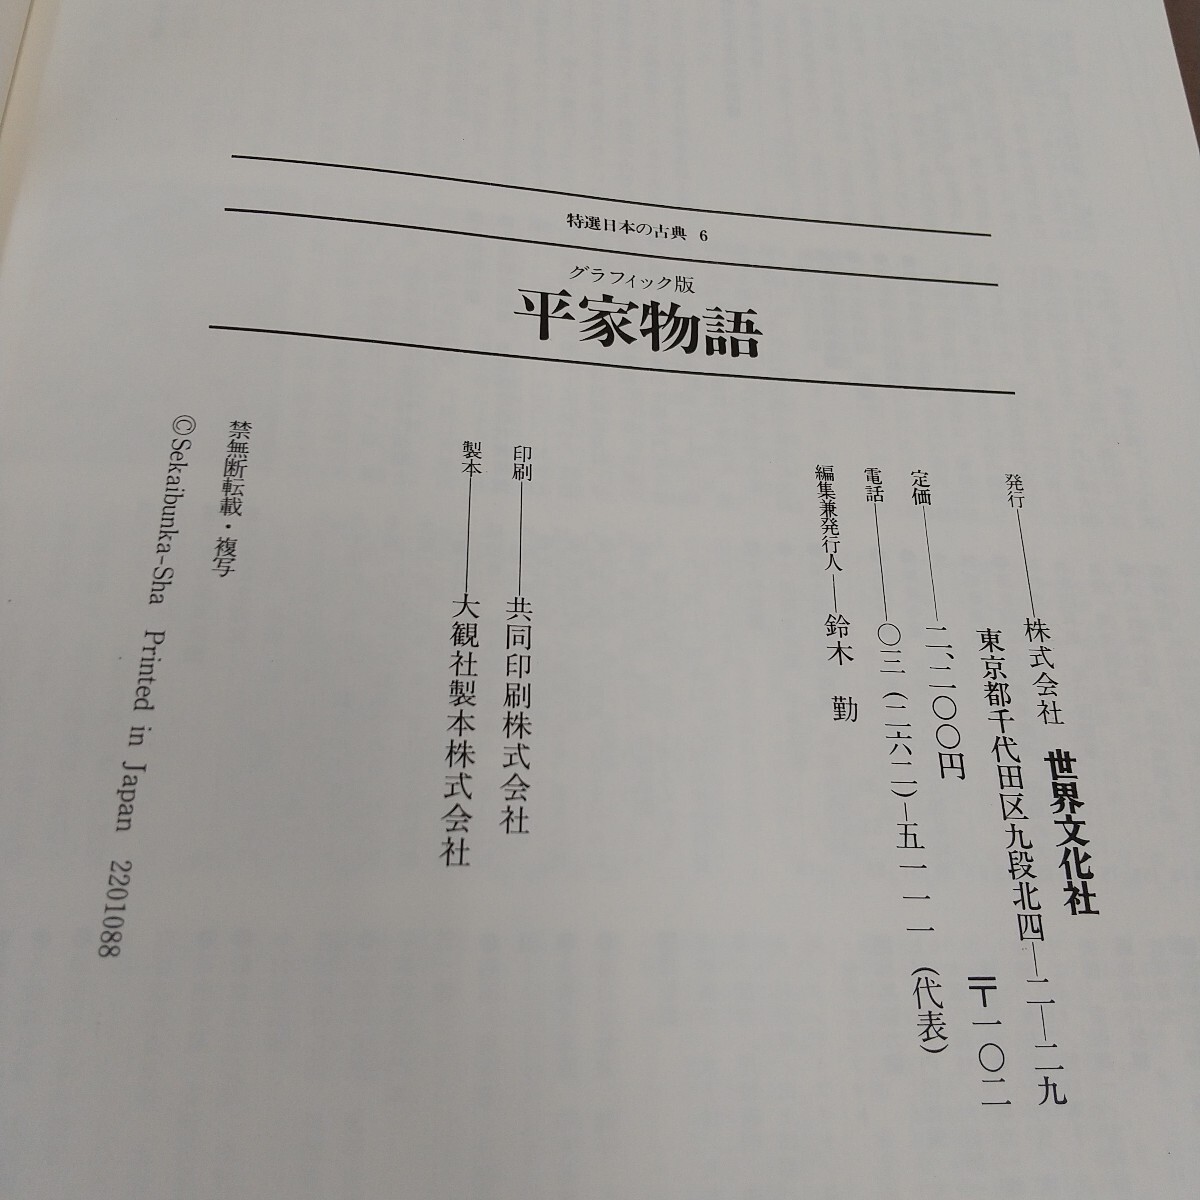 特選日本の古典 6
グラフィック版
平家物語
発行――株式会社 世界文化社
東京都千代田区九段北四―二―二九
〒一〇二
定価――二、二〇〇円
電話――〇三(二六二)―五一一一(代表)
編集兼発行人―鈴木 勤
印刷――共同印刷株式会社
製本――大観社製本株式会社
禁無断転載・複写
©Sekaibunka-Sha Printed in Japan 2201088